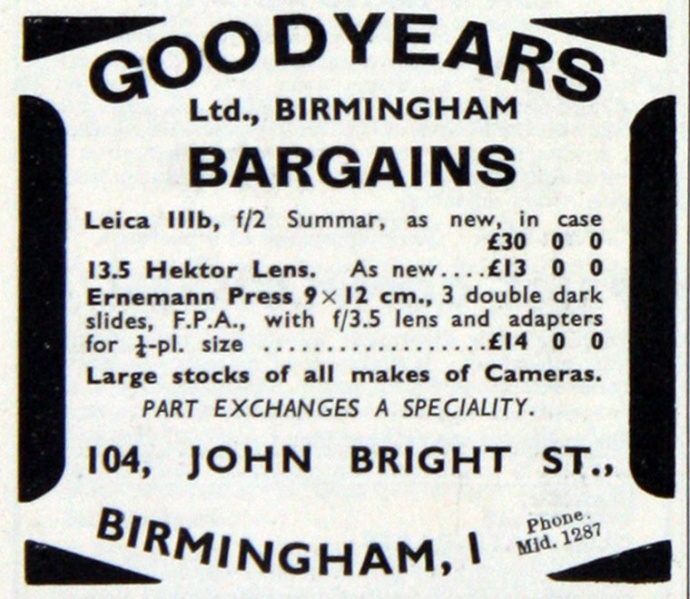 GOODYEARS
Ltd., BIRMINGHAM
BARGAINS
Leica IIIb, f/2 Summar, as new, in case
£30 0 0
13.5 Hektor Lens. As new....£13 0 0
Ernemann Press 9×12 cm., 3 double dark
slides, F.P.A., with f/3.5 lens and adapters
for ¼-pl. size ...................£14 0 0
Large stocks of all makes of Cameras.
PART EXCHANGES A SPECIALITY.
104, JOHN BRIGHT ST.,
BIRMINGHAM, 1
Phone.
Mid. 1287